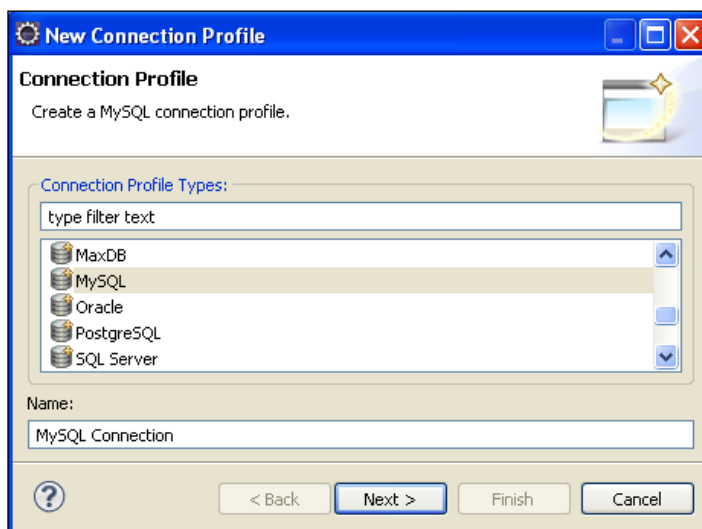 New Connection Profile
Connection Profile
Create a MySQL connection profile.
Connection Profile Types:
type filter text
MaxDB
MySQL
Oracle
PostgreSQL
SQL Server
Name:
MySQL Connection
? < Back Next > Finish Cancel